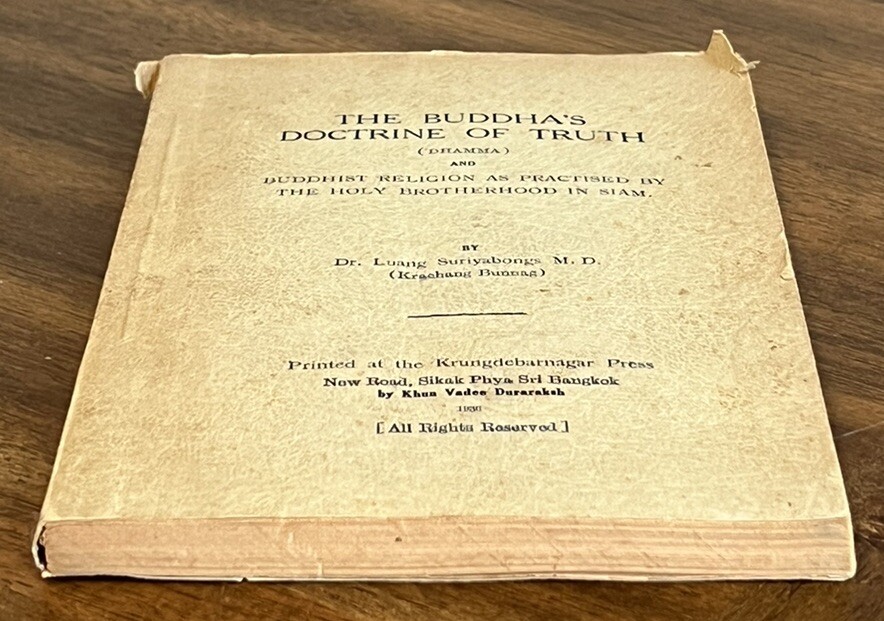 THE BUDDHA'S
DOCTRINE OF TRUTH
(DHAMMA)
AND
BUDDHIST RELIGION AS PRACTISED BY
THE HOLY BROTHERHOOD IN SIAM.
BY
Dr. Luang Suriyabongs M. D.
(Krachang Bunnag)
Printed at the Krungdebarnagar Press
New Road, Sikak Phya Sri Bangkok
by Khun Vadee Duraraksh
[All Rights Reserved]